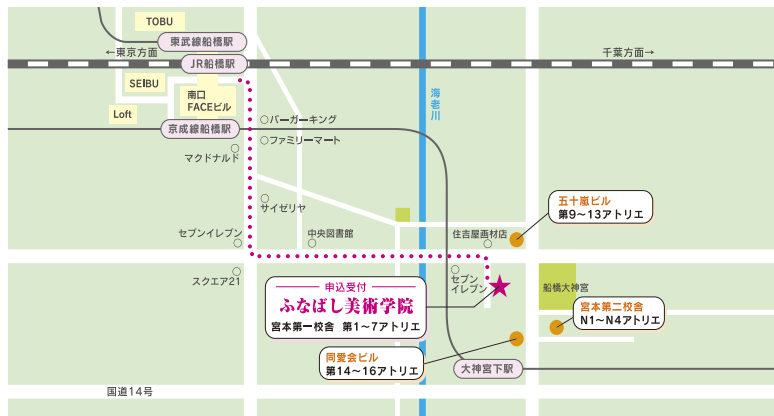 TOBU
東武線船橋駅
←東京方面
千葉方面→
JR船橋駅
SEIBU
南口
FACEビル
Loft
海老川
京成線船橋駅
バーガーキング
ファミリーマート
マクドナルド
サイゼリヤ
五十嵐ビル
第9〜13アトリエ
セブンイレブン
中央図書館
住吉屋画材店
スクエア21
セブン
イレブン
船橋大神宮
申込受付
ふなばし美術学院
宮本第一校舎 第1〜7アトリエ
宮本第二校舎
N1〜N4アトリエ
同愛会ビル
第14〜16アトリエ
大神宮下駅
国道14号